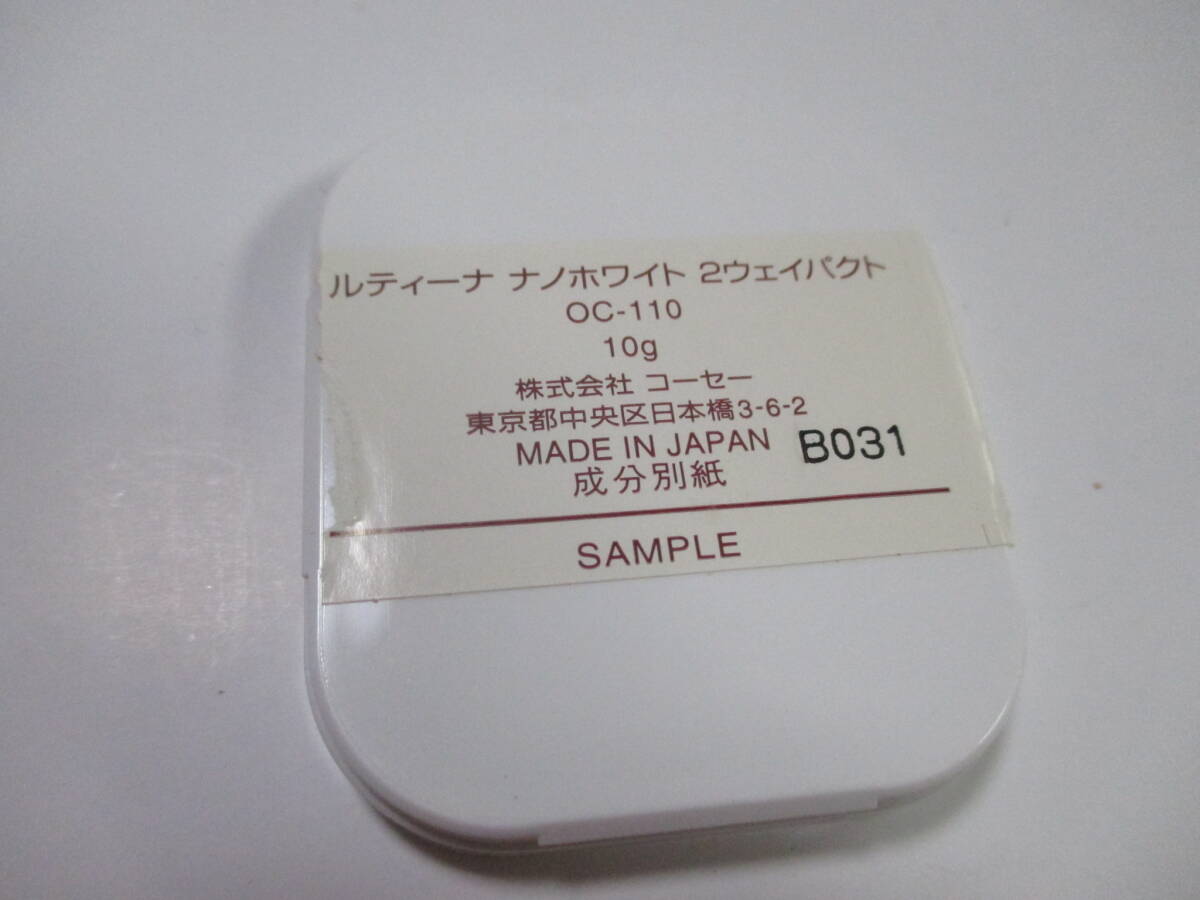 ルティーナ ナノホワイト 2ウェイパクト
OC-110
10g
株式会社 コーセー
東京都中央区日本橋3-6-2
MADE IN JAPAN B031
成分別紙
SAMPLE